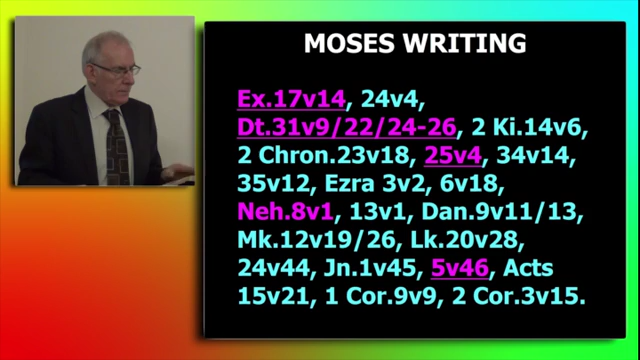 MOSES WRITING
Ex.17v14, 24v4,
Dt.31v9/22/24-26, 2 Ki.14v6,
2 Chron.23v18, 25v4, 34v14,
35v12, Ezra 3v2, 6v18,
Neh.8v1, 13v1, Dan.9v11/13,
Mk.12v19/26, Lk.20v28,
24v44, Jn.1v45, 5v46, Acts
15v21, 1 Cor.9v9, 2 Cor.3v15.